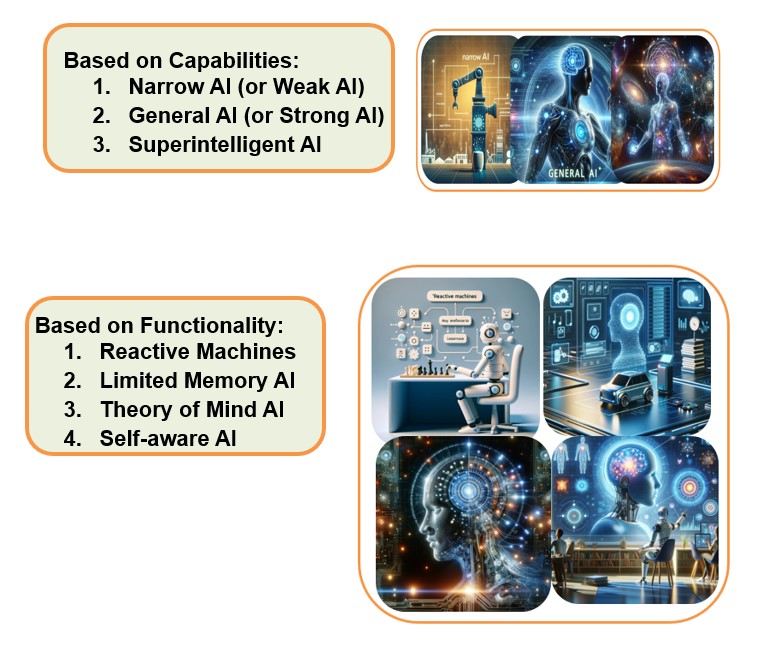 Based on Capabilities:
1. Narrow AI (or Weak AI)
2. General AI (or Strong AI)
3. Superintelligent AI
narrow AI
GENERAL AI
Based on Functionality:
1. Reactive Machines
2. Limited Memory AI
3. Theory of Mind AI
4. Self-aware AI
'Reactive machines